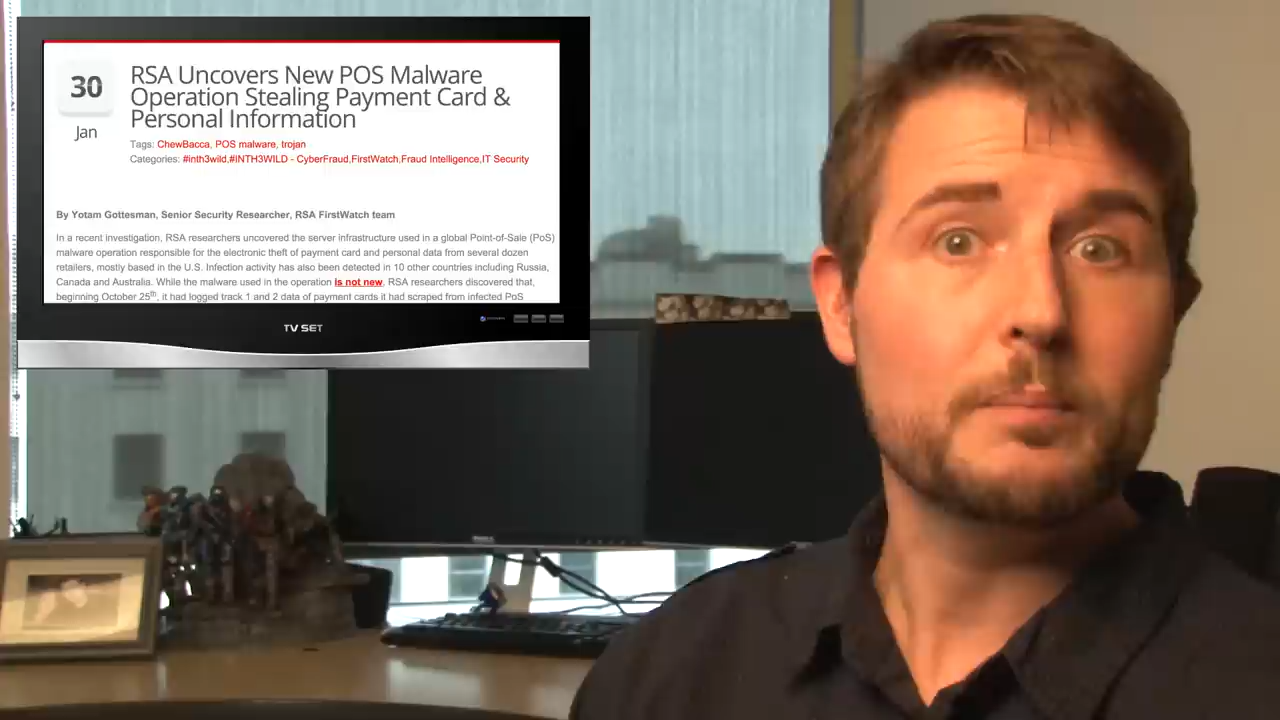 30
Jan
RSA Uncovers New POS Malware
Operation Stealing Payment Card &
Personal Information
Tags: ChewBacca, POS malware, trojan
Categories: #inth3wild,#INTH3WILD - CyberFraud,FirstWatch,Fraud Intelligence,IT Security
By Yotam Gottesman, Senior Security Researcher, RSA FirstWatch team
In a recent investigation, RSA researchers uncovered the server infrastructure used in a global Point-of-Sale (PoS)
malware operation responsible for the electronic theft of payment card and personal data from several dozen
retailers, mostly based in the U.S. Infection activity has also been detected in 10 other countries including Russia,
Canada and Australia. While the malware used in the operation is not new, RSA researchers discovered that,
beginning October 25th, it had logged track 1 and 2 data of payment cards it had scraped from infected PoS
TV SET